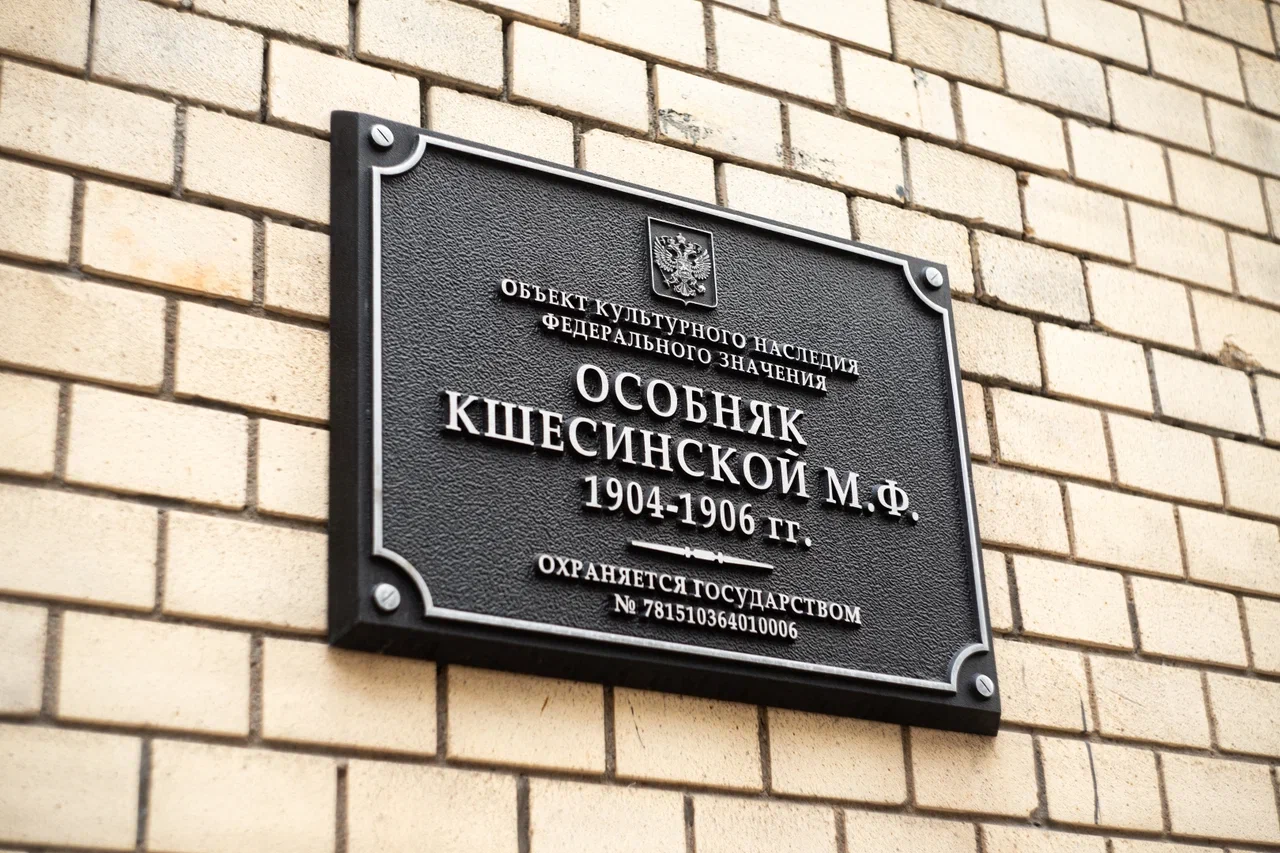 ОБЪЕКТ КУЛЬТУРНОГО НАСЛЕДИЯ
ФЕДЕРАЛЬНОГО ЗНАЧЕНИЯ
ОСОБНЯК
КШЕСИНСКОЙ М.Ф.
1904-1906 гг.
ОХРАНЯЕТСЯ ГОСУДАРСТВОМ
№ 781510364010006